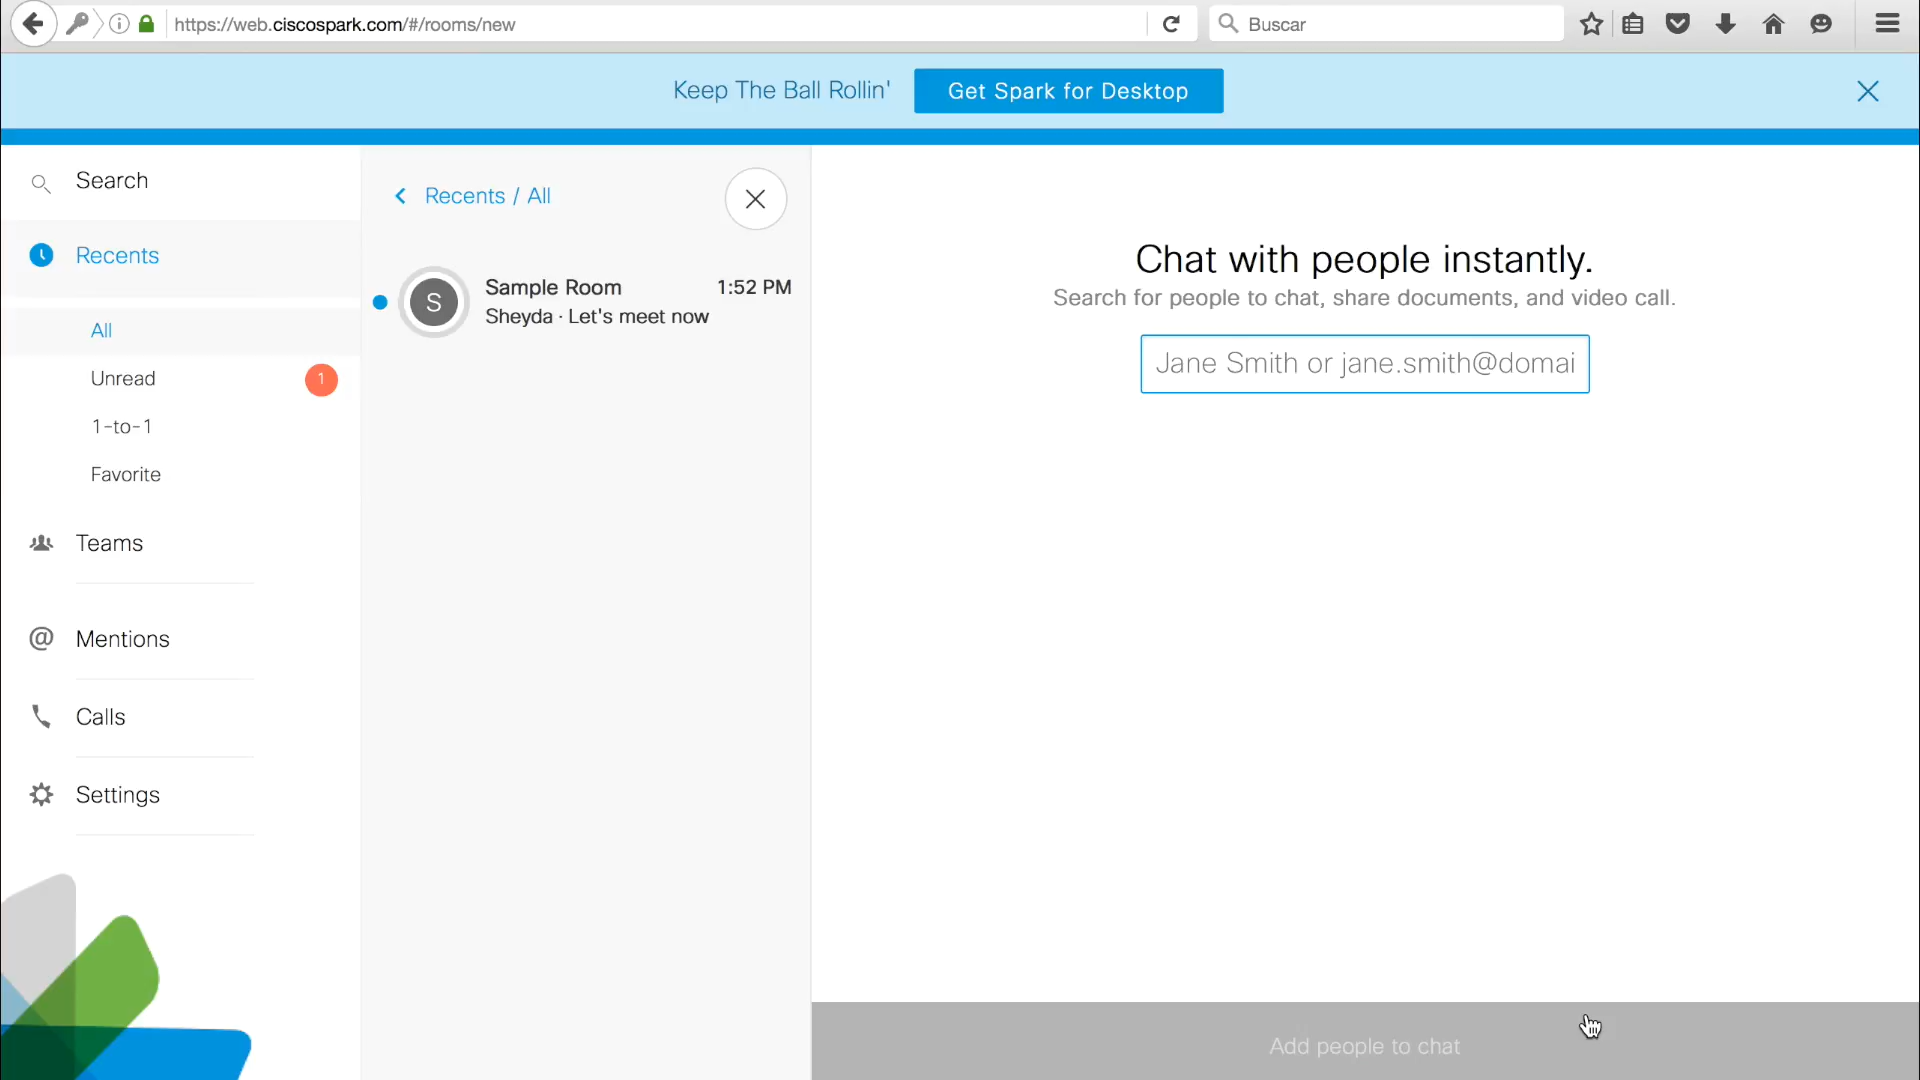 https://web.ciscospark.com/#/rooms/new
Buscar
Keep The Ball Rollin'
Get Spark for Desktop
Search
Recents
All
Unread
1
1-to-1
Favorite
Teams
@ Mentions
Calls
Settings
Recents / All
S
Sample Room
1:52 PM
Sheyda · Let's meet now
Chat with people instantly.
Search for people to chat, share documents, and video call.
Jane Smith or jane.smith@domai
Add people to chat